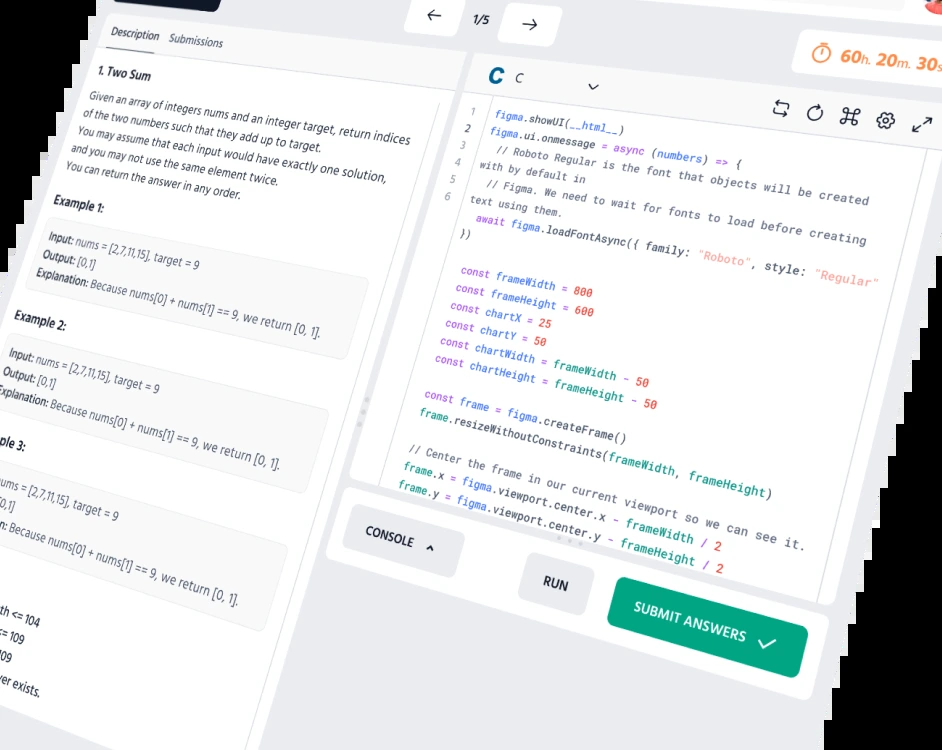 1/5
60h. 20m. 30s
Description Submissions
1. Two Sum
Given an array of integers nums and an integer target, return indices
of the two numbers such that they add up to target.
You may assume that each input would have exactly one solution,
and you may not use the same element twice.
You can return the answer in any order.
Example 1:
Input: nums = [2,7,11,15], target = 9
Output: [0,1]
Explanation: Because nums[0] + nums[1] == 9, we return [0, 1].
Example 2:
Input: nums = [2,7,11,15], target = 9
Output: [0,1]
Explanation: Because nums[0] + nums[1] == 9, we return [0, 1].
ple 3:
nums = [2,7,11,15], target = 9
[0,1]
n: Because nums[0] + nums[1] == 9, we return [0, 1].
th <= 104
<= 109
109
ver exists.
C C
1
2
3
4
5
6
figma.showUI(__html__)
figma.ui.onmessage = async (numbers) => {
// Roboto Regular is the font that objects will be created
with by default in
// Figma. We need to wait for fonts to load before creating
text using them.
await figma.loadFontAsync({ family: "Roboto", style: "Regular"
})
const frameWidth = 800
const frameHeight = 600
const chartX = 25
const chartY = 50
const chartWidth = frameWidth - 50
const chartHeight = frameHeight - 50
const frame = figma.createFrame()
frame.resizeWithoutConstraints(frameWidth, frameHeight)
// Center the frame in our current viewport so we can see it.
frame.x = figma.viewport.center.x - frameWidth / 2
frame.y = figma.viewport.center.y - frameHeight / 2
CONSOLE
RUN
SUBMIT ANSWERS